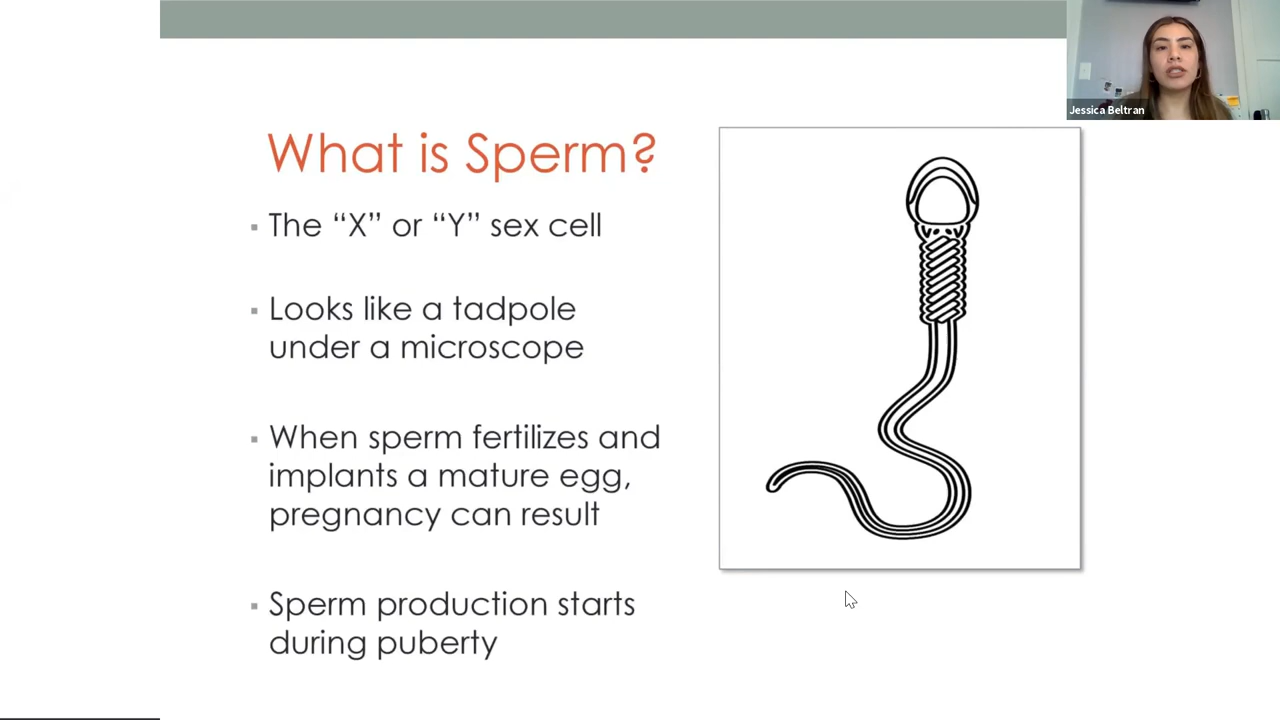 Jessica Beltran
What is Sperm?
▪ The “X” or “Y” sex cell
▪ Looks like a tadpole
under a microscope
▪ When sperm fertilizes and
implants a mature egg,
pregnancy can result
▪ Sperm production starts
during puberty